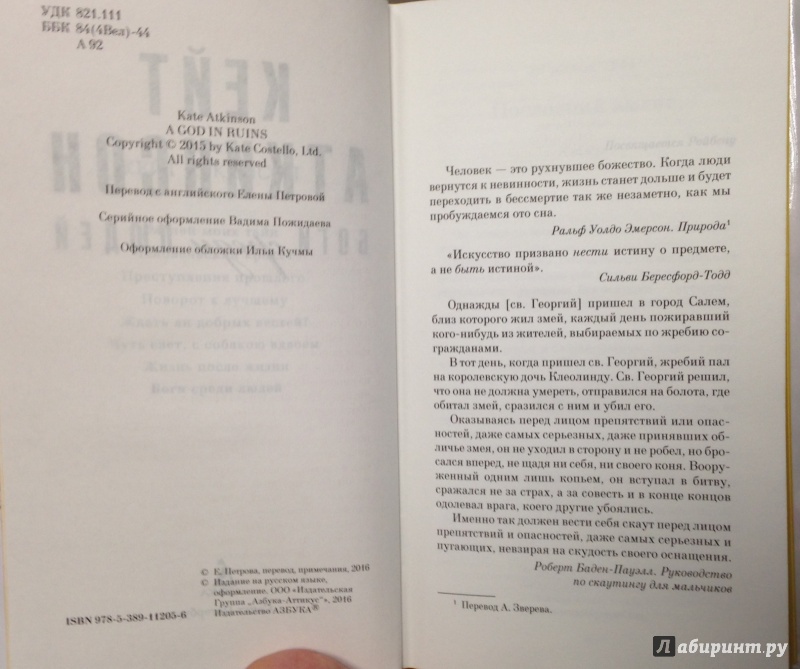 УДК 821.111
ББК 84(4Вел)-44
А 92
КЕЙТ
АТКИНСОН
Kate Atkinson
A GOD IN RUINS
Copyright © 2015 by Kate Costello, Ltd.
All rights reserved
Перевод с английского Елены Петровой
Серийное оформление Вадима Пожидаева
Оформление обложки Ильи Кучмы
© Е. Петрова, перевод, примечания, 2016
© Издание на русском языке,
оформление. ООО «Издательская
Группа „Азбука-Аттикус“», 2016
Издательство АЗБУКА®
ISBN 978-5-389-11205-6
Человек — это рухнувшее божество. Когда люди
вернутся к невинности, жизнь станет дольше и будет
переходить в бессмертие так же незаметно, как мы
пробуждаемся ото сна.
Ральф Уолдо Эмерсон. Природа¹
«Искусство призвано нести истину о предмете,
а не быть истиной».
Сильви Бересфорд-Тодд
Однажды [св. Георгий] пришел в город Салем,
близ которого жил змей, каждый день пожиравший
кого-нибудь из жителей, выбираемых по жребию со-
гражданами.
В тот день, когда пришел св. Георгий, жребий пал
на королевскую дочь Клеолинду. Св. Георгий решил,
что она не должна умереть, отправился на болота, где
обитал змей, сразился с ним и убил его.
Оказываясь перед лицом препятствий или опас-
ностей, даже самых серьезных, даже принявших об-
личье змея, он не уходил в сторону и не робел, но бро-
сался вперед, не щадя ни себя, ни своего коня. Воору-
женный одним лишь копьем, он вступал в битву,
сражался не за страх, а за совесть и в конце концов
одолевал врага, коего другие убоялись.
Именно так должен вести себя скаут перед лицом
препятствий и опасностей, даже самых серьезных и
пугающих, невзирая на скудость своего оснащения.
Роберт Баден-Пауэлл. Руководство
по скаутингу для мальчиков
¹ Перевод А. Зверева.
Лабиринт.ру